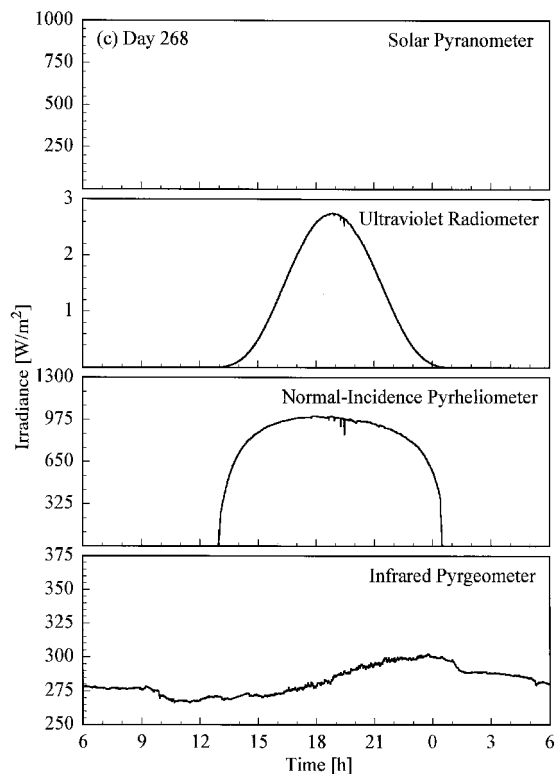 (c) Day 268
Solar Pyranometer
1000
750
500
250
Ultraviolet Radiometer
3
2
1
Irradiance [W/m²]
Normal-Incidence Pyrheliometer
1300
975
650
325
Infrared Pyrgeometer
375
350
325
300
275
250
6 9 12 15 18 21 0 3 6
Time [h]